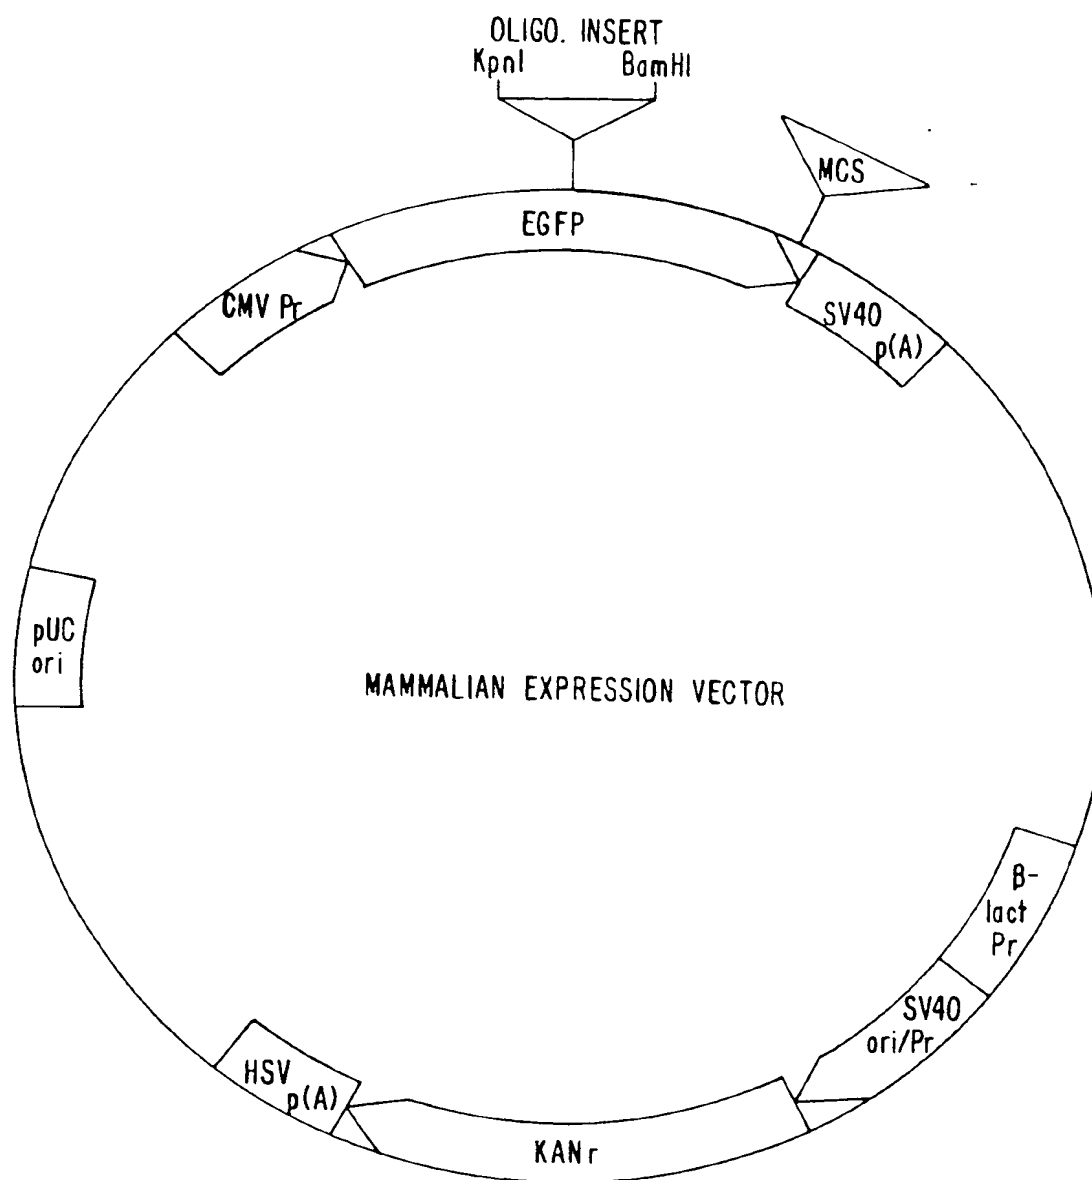 OLIGO. INSERT
KpnI BamHI
MCS
EGFP
CMV Pr
SV40
p(A)
pUC
ori
MAMMALIAN EXPRESSION VECTOR
β-
lact
Pr
SV40
ori/Pr
HSV
p(A)
KANr